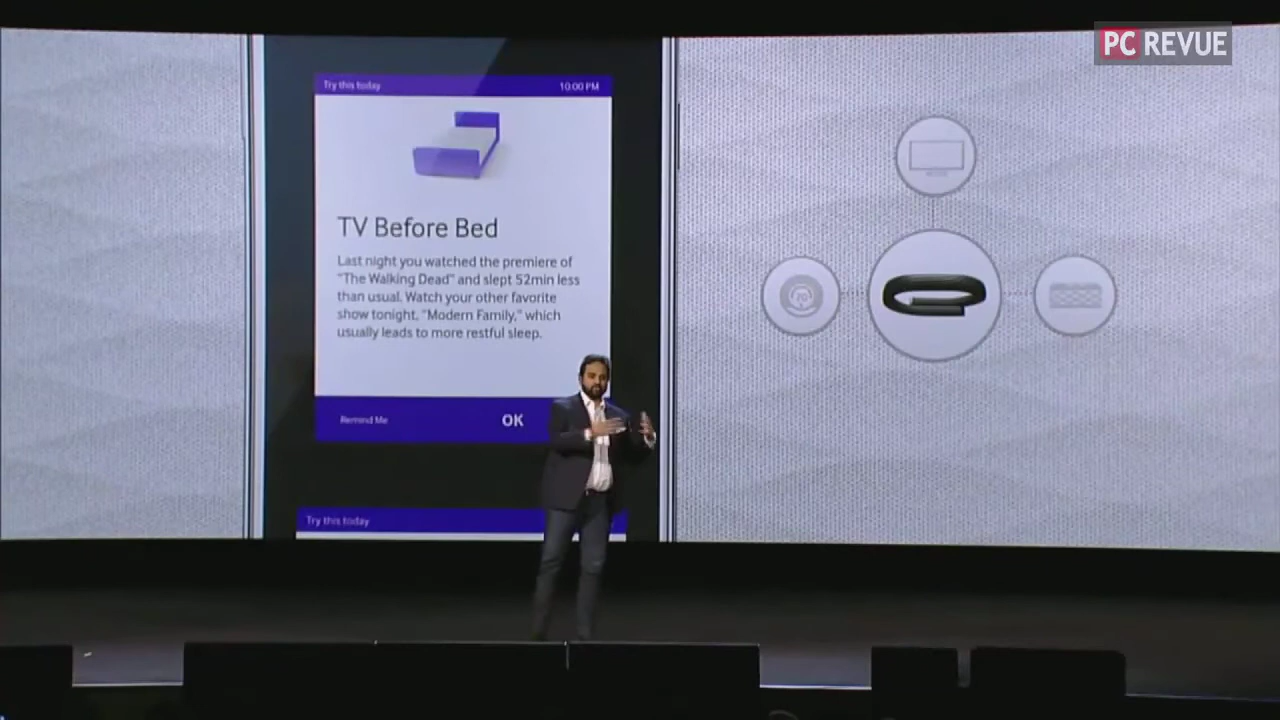 PC REVUE
Try this today 10:00 PM
TV Before Bed
Last night you watched the premiere of
"The Walking Dead" and slept 52min less
than usual. Watch your other favorite
show tonight, "Modern Family," which
usually leads to more restful sleep.
Remind Me OK
Try this today
70